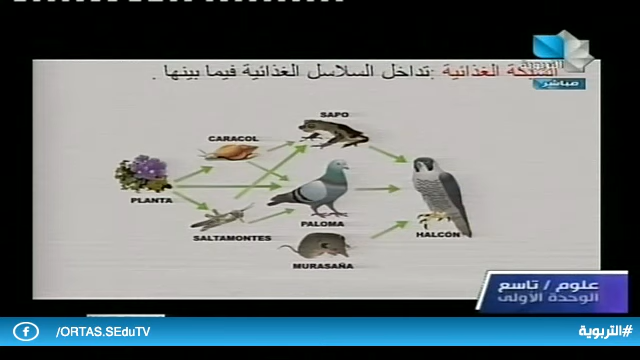 التربوية
مباشر
الشبكة الغذائية :تداخل السلاسل الغذائية فيما بينها .
SAPO
CARACOL
PLANTA
PALOMA
SALTAMONTES
HALCÓN
MURASAÑA
علوم / تاسع
الوحدة الأولى
/ORTAS.SEduTV
#التربوية